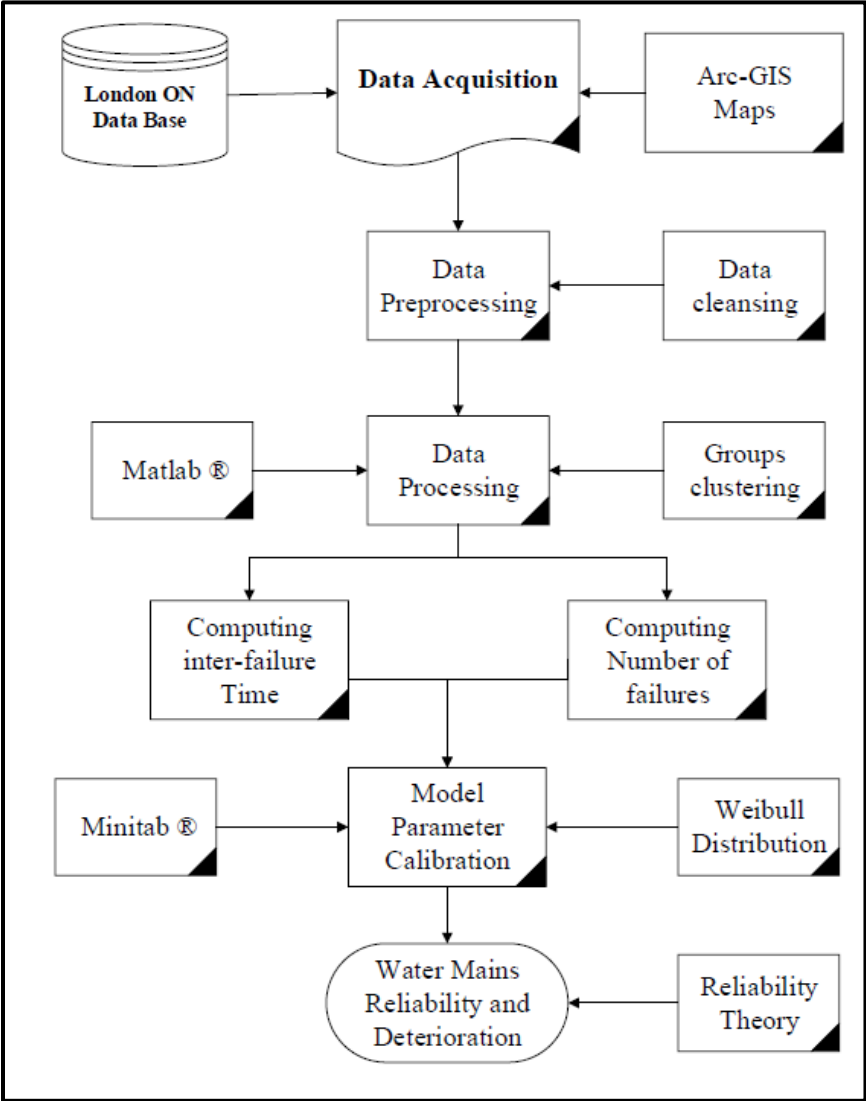 London ON
Data Base
Data Acquisition
Arc-GIS
Maps
Data
Preprocessing
Data
cleansing
Matlab ®
Data
Processing
Groups
clustering
Computing
inter-failure
Time
Computing
Number of
failures
Minitab ®
Model
Parameter
Calibration
Weibull
Distribution
Water Mains
Reliability and
Deterioration
Reliability
Theory